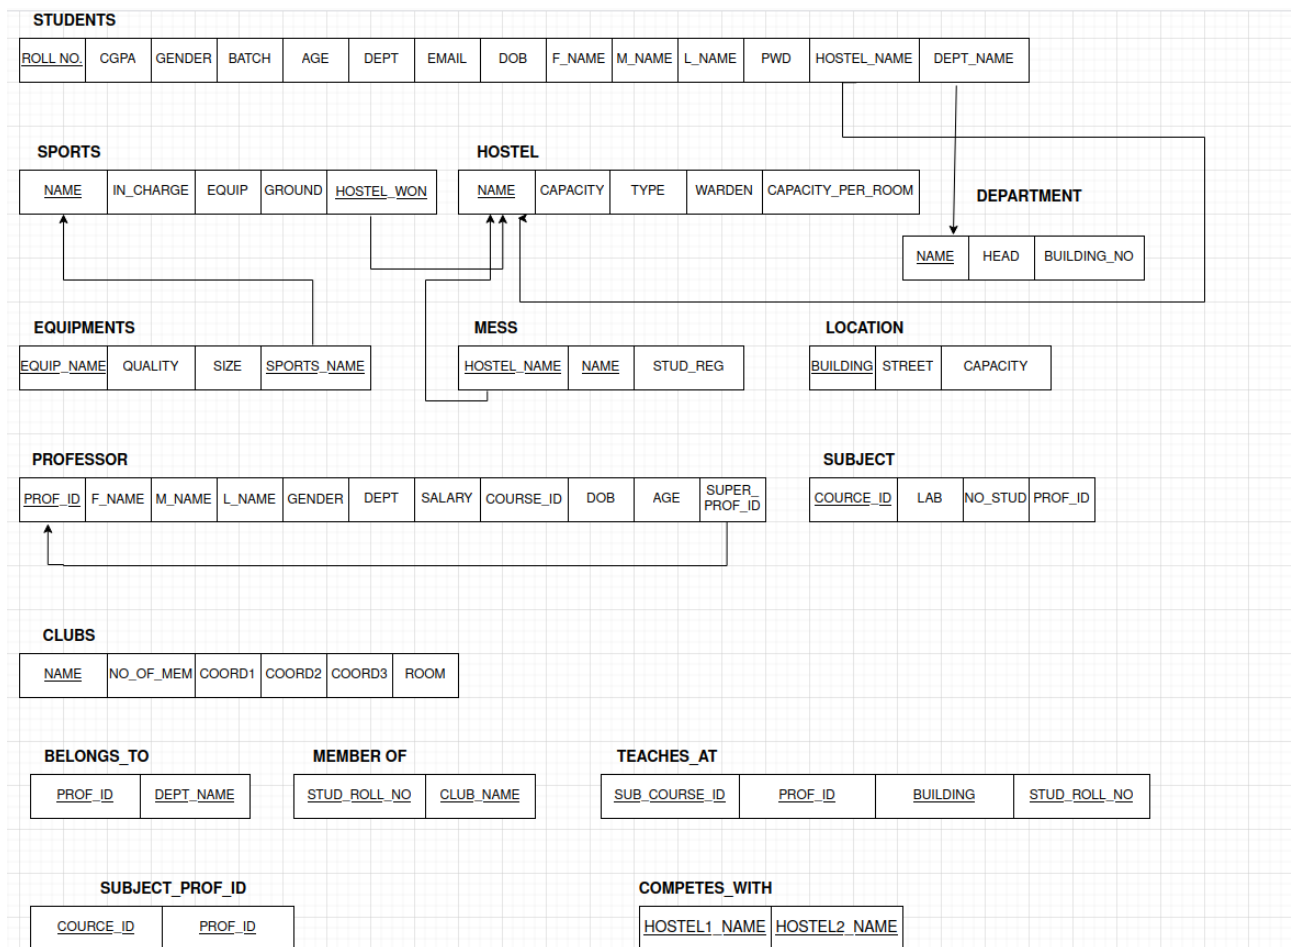 STUDENTS
ROLL NO. CGPA GENDER BATCH AGE DEPT EMAIL DOB F_NAME M_NAME L_NAME PWD HOSTEL_NAME DEPT_NAME
SPORTS
NAME IN_CHARGE EQUIP GROUND HOSTEL_WON
HOSTEL
NAME CAPACITY TYPE WARDEN CAPACITY_PER_ROOM
DEPARTMENT
NAME HEAD BUILDING_NO
EQUIPMENTS
EQUIP_NAME QUALITY SIZE SPORTS_NAME
MESS
HOSTEL_NAME NAME STUD_REG
LOCATION
BUILDING STREET CAPACITY
PROFESSOR
PROF_ID F_NAME M_NAME L_NAME GENDER DEPT SALARY COURSE_ID DOB AGE SUPER_
PROF_ID
SUBJECT
COURCE_ID LAB NO_STUD PROF_ID
CLUBS
NAME NO_OF_MEM COORD1 COORD2 COORD3 ROOM
BELONGS_TO
PROF_ID DEPT_NAME
MEMBER OF
STUD_ROLL_NO CLUB_NAME
TEACHES_AT
SUB_COURSE_ID PROF_ID BUILDING STUD_ROLL_NO
SUBJECT_PROF_ID
COURCE_ID PROF_ID
COMPETES_WITH
HOSTEL1_NAME HOSTEL2_NAME